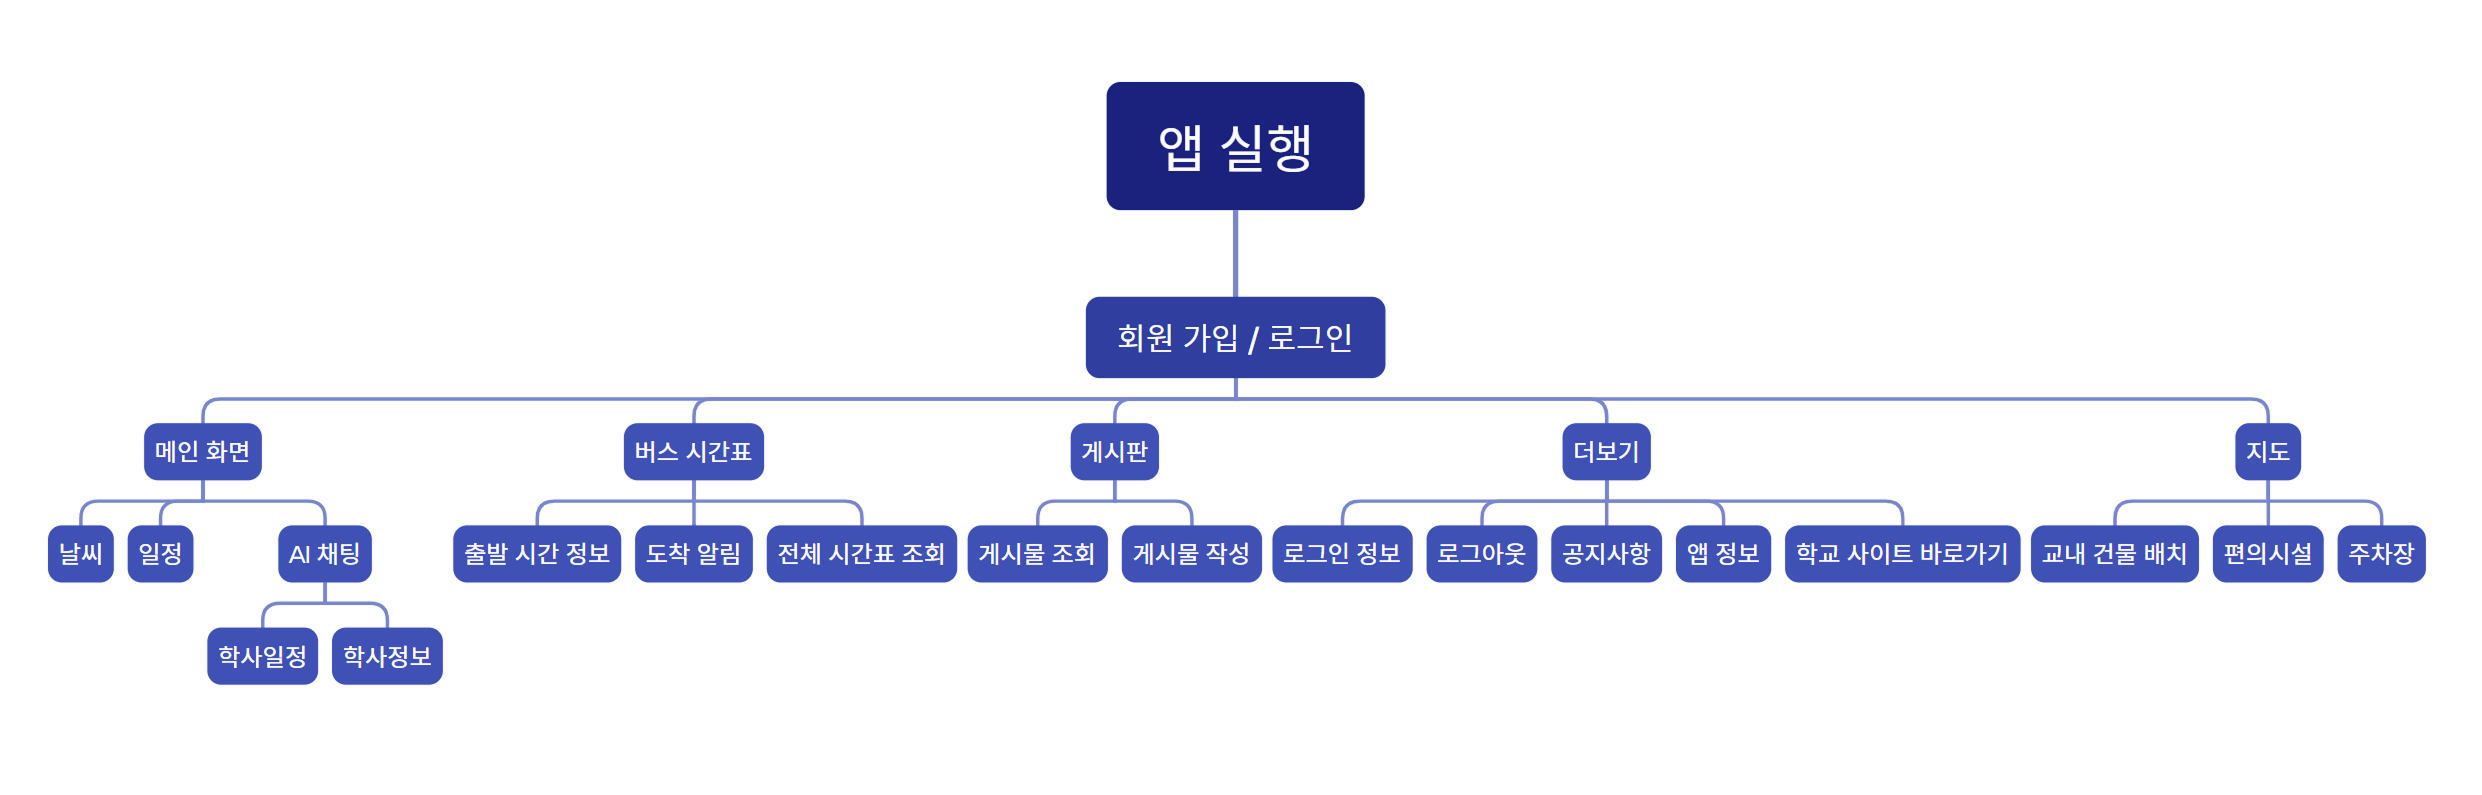 앱 실행
회원 가입 / 로그인
메인 화면
버스 시간표
게시판
더보기
지도
날씨
일정
AI 채팅
출발 시간 정보
도착 알림
전체 시간표 조회
게시물 조회
게시물 작성
로그인 정보
로그아웃
공지사항
앱 정보
학교 사이트 바로가기
교내 건물 배치
편의시설
주차장
학사일정
학사정보